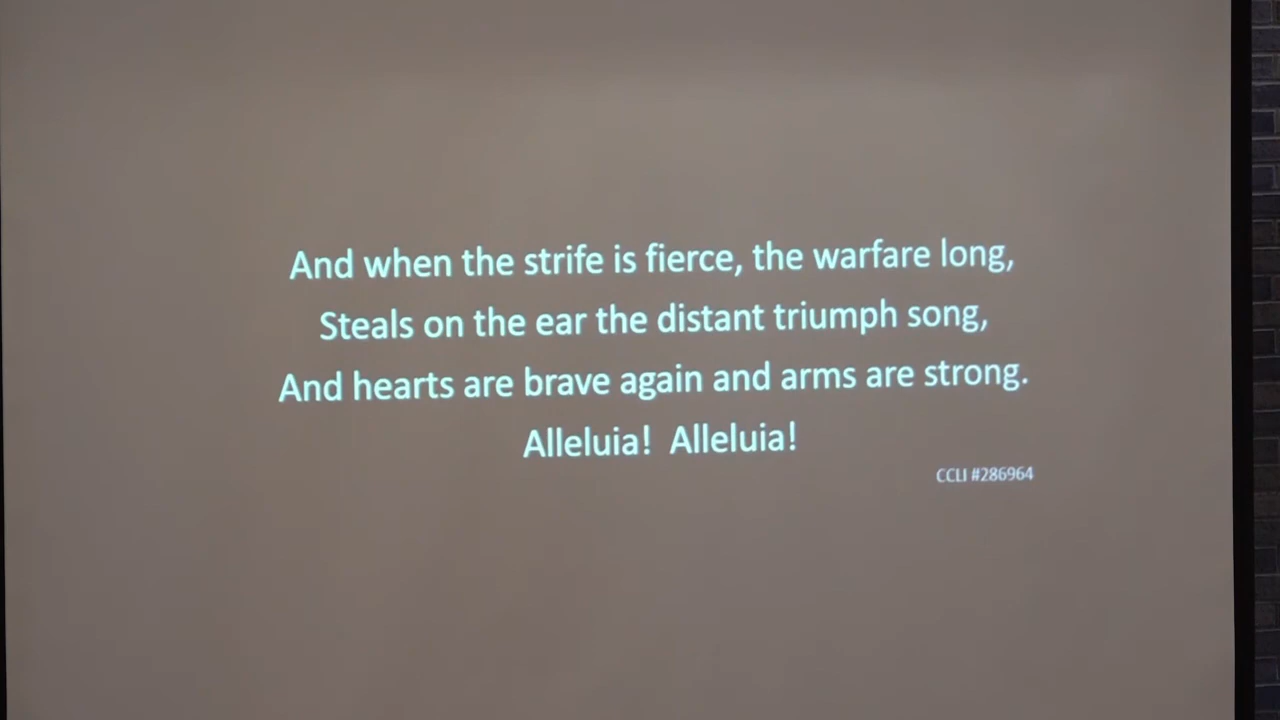 And when the strife is fierce, the warfare long,
Steals on the ear the distant triumph song,
And hearts are brave again and arms are strong.
Alleluia!  Alleluia!
CCLI #286964